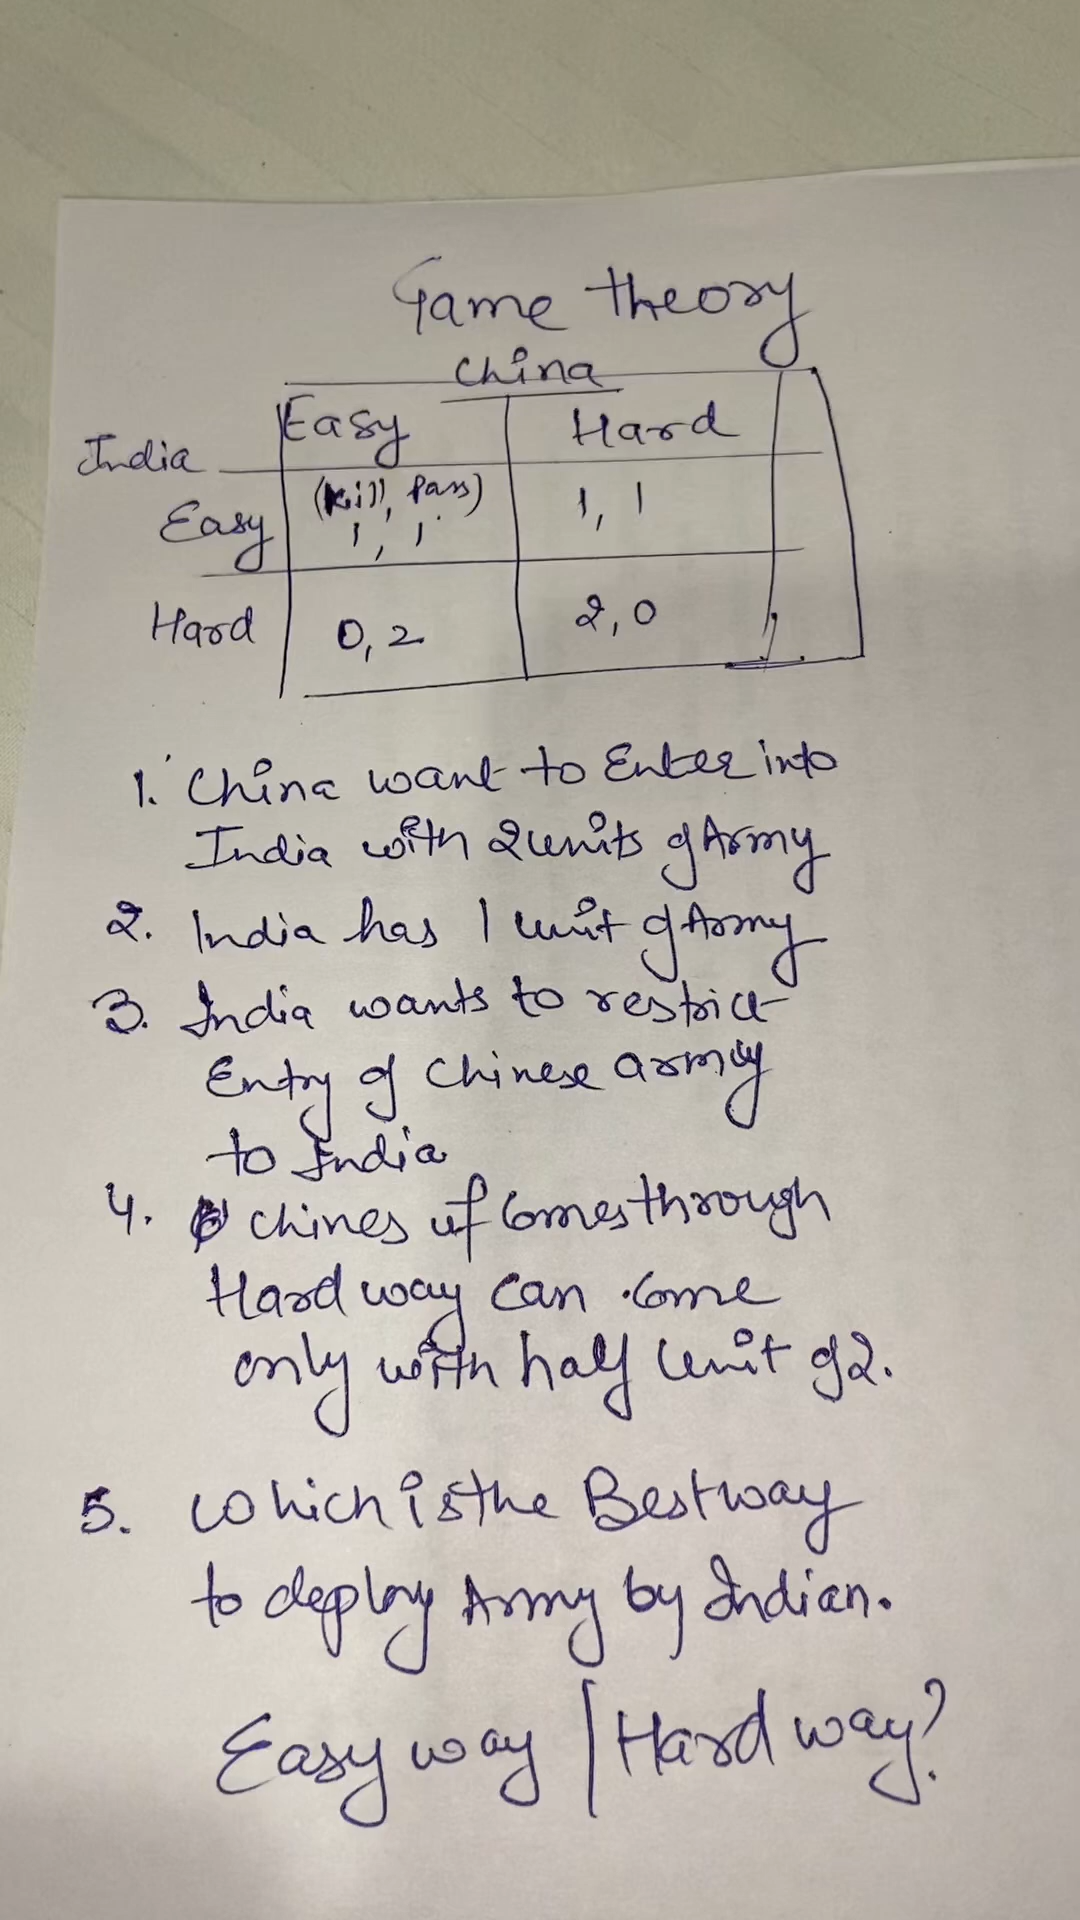 Game theory
China
India Easy Hard
Easy (kill, Pass) 1, 1 1, 1
Hard 0, 2 2, 0
1. China want to Enter into
India with 2 units of Army
2. India has 1 unit of Army
3. India wants to restrict
Entry of Chinese army
to India
4. Chines if Comes through
Hard way can come
only with half unit of 2.
5. Which is the Best way
to deploy Army by Indian.
Easy way | Hard way?